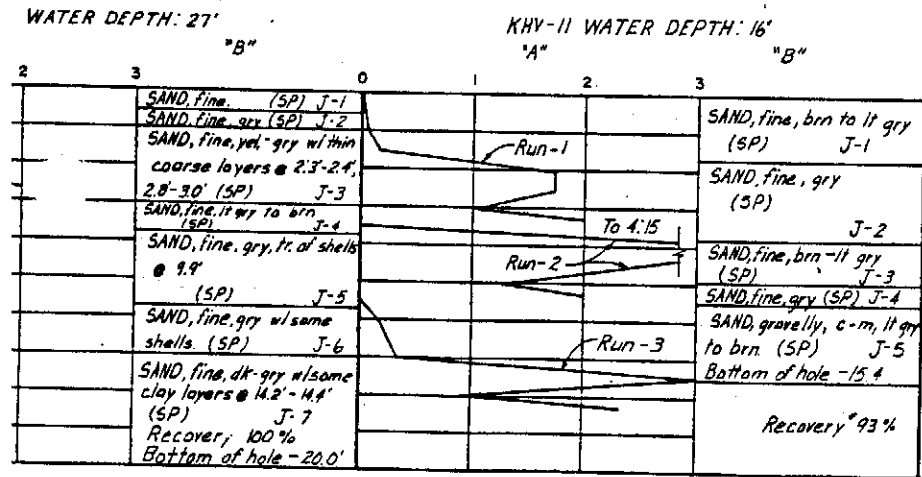 WATER DEPTH: 27'
"B"
KHV-11 WATER DEPTH: 16'
"A"
"B"
2 3 0 1 2 3
SAND, fine. (SP) J-1
SAND, fine, gry (SP) J-2
SAND, fine, yel,-gry w/ thin
coarse layers @ 2.3'-2.4',
2.8'-3.0' (SP) J-3
SAND, fine, lt gry to brn
(SP) J-4
SAND, fine, gry, tr. of shells
@ 9.9'
(SP) J-5
SAND, fine, gry w/ some
shells. (SP) J-6
SAND, fine, dk-gry w/some
clay layers @ 14.2'-14.4'
(SP) J-7
Recover, 100%
Bottom of hole -20.0'
Run-1
To 4.15
Run-2
Run-3
SAND, fine, brn to lt gry
(SP) J-1
SAND, fine, gry
(SP)
J-2
SAND, fine, brn-lt gry
(SP) J-3
SAND, fine, gry (SP) J-4
SAND, gravelly, c-m, lt gry
to brn (SP) J-5
Bottom of hole -15.4
Recovery 93%